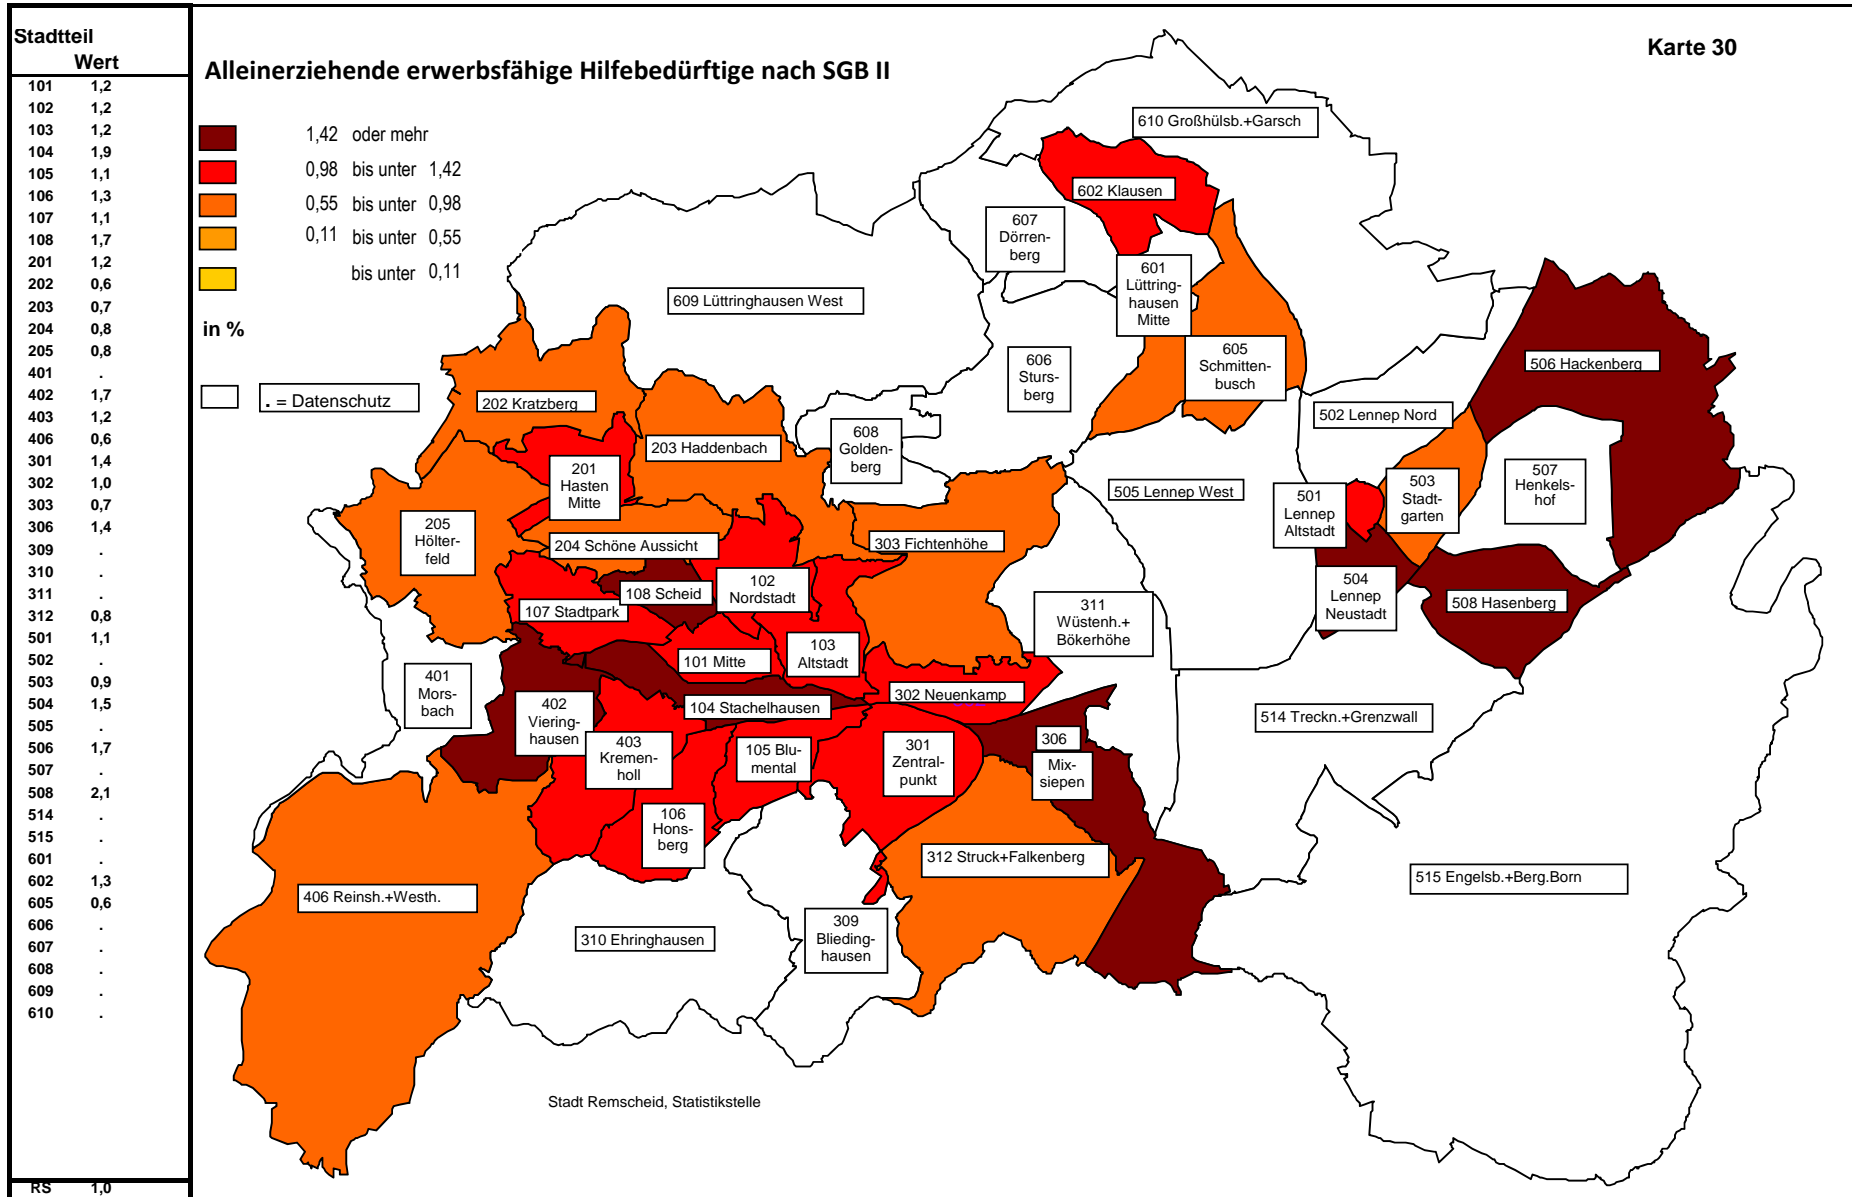 Stadtteil
Wert
101 1,2
102 1,2
103 1,2
104 1,9
105 1,1
106 1,3
107 1,1
108 1,7
201 1,2
202 0,6
203 0,7
204 0,8
205 0,8
401 .
402 1,7
403 1,2
406 0,6
301 1,4
302 1,0
303 0,7
306 1,4
309 .
310 .
311 .
312 0,8
501 1,1
502 .
503 0,9
504 1,5
505 .
506 1,7
507 .
508 2,1
514 .
515 .
601 .
602 1,3
605 0,6
606 .
607 .
608 .
609 .
610 .
RS 1,0
Alleinerziehende erwerbsfähige Hilfebedürftige nach SGB II
Karte 30
1,42 oder mehr
0,98 bis unter 1,42
0,55 bis unter 0,98
0,11 bis unter 0,55
bis unter 0,11
in %
. = Datenschutz
610 Großhülsb.+Garsch
602 Klausen
607
Dörren-
berg
601
Lüttring-
hausen
Mitte
609 Lüttringhausen West
605
Schmitten-
busch
606
Sturs-
berg
506 Hackenberg
202 Kratzberg
502 Lennep Nord
203 Haddenbach
608
Golden-
berg
201
Hasten
Mitte
507
Henkels-
hof
503
Stadt-
garten
505 Lennep West
501
Lennep
Altstadt
205
Hölter-
feld
204 Schöne Aussicht
303 Fichtenhöhe
102
Nordstadt
108 Scheid
504
Lennep
Neustadt
508 Hasenberg
107 Stadtpark
311
Wüstenh.+
Bökerhöhe
103
Altstadt
101 Mitte
401
Mors-
bach
302 Neuenkamp
402
Viering-
hausen
104 Stachelhausen
514 Treckn.+Grenzwall
403
Kremen-
holl
105 Blu-
mental
301
Zentral-
punkt
306
Mix-
siepen
106
Hons-
berg
312 Struck+Falkenberg
515 Engelsb.+Berg.Born
406 Reinsh.+Westh.
309
Blieding-
hausen
310 Ehringhausen
Stadt Remscheid, Statistikstelle